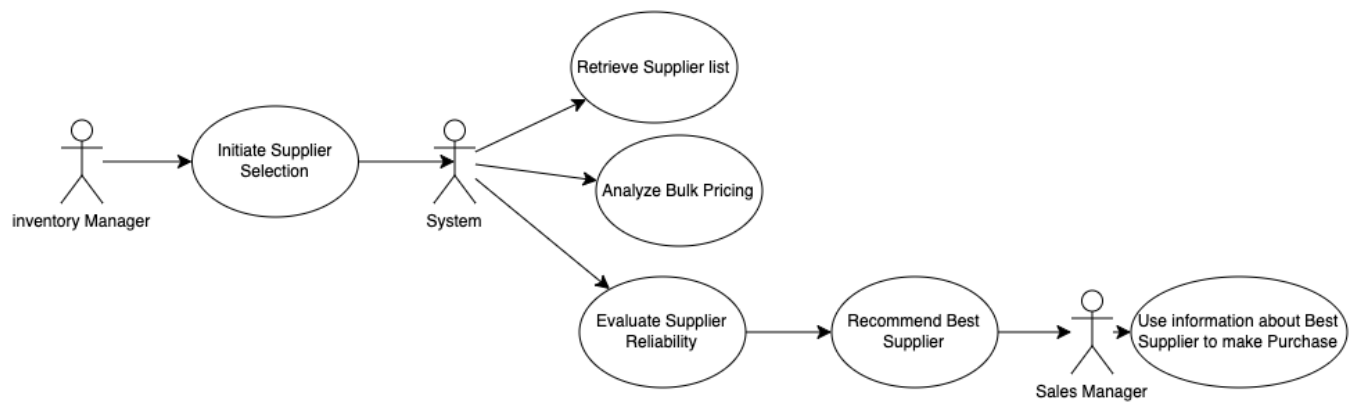 Retrieve Supplier list
Initiate Supplier
Selection
Analyze Bulk Pricing
inventory Manager
System
Evaluate Supplier
Reliability
Recommend Best
Supplier
Use information about Best
Supplier to make Purchase
Sales Manager